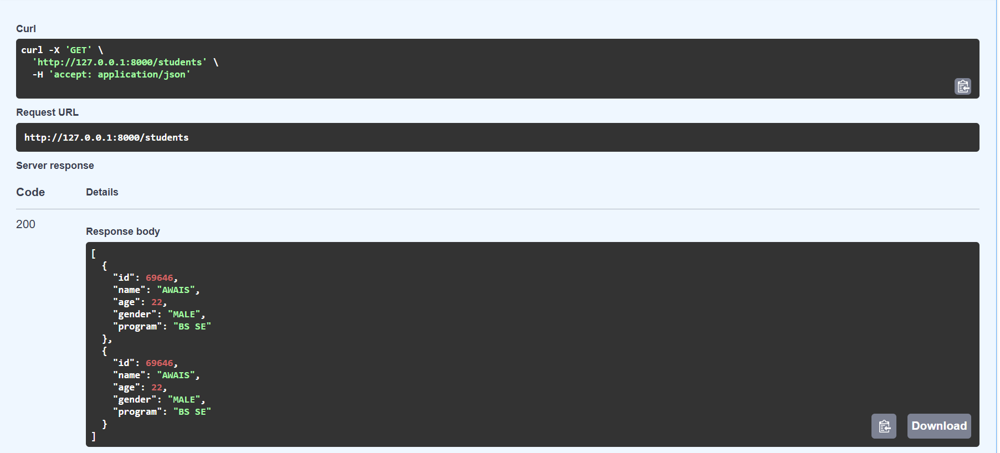 Curl
curl -X 'GET' \
  'http://127.0.0.1:8000/students' \
  -H 'accept: application/json'
Request URL
http://127.0.0.1:8000/students
Server response
Code Details
200
Response body
[
  {
    "id": 69646,
    "name": "AWAIS",
    "age": 22,
    "gender": "MALE",
    "program": "BS SE"
  },
  {
    "id": 69646,
    "name": "AWAIS",
    "age": 22,
    "gender": "MALE",
    "program": "BS SE"
  }
]
Download